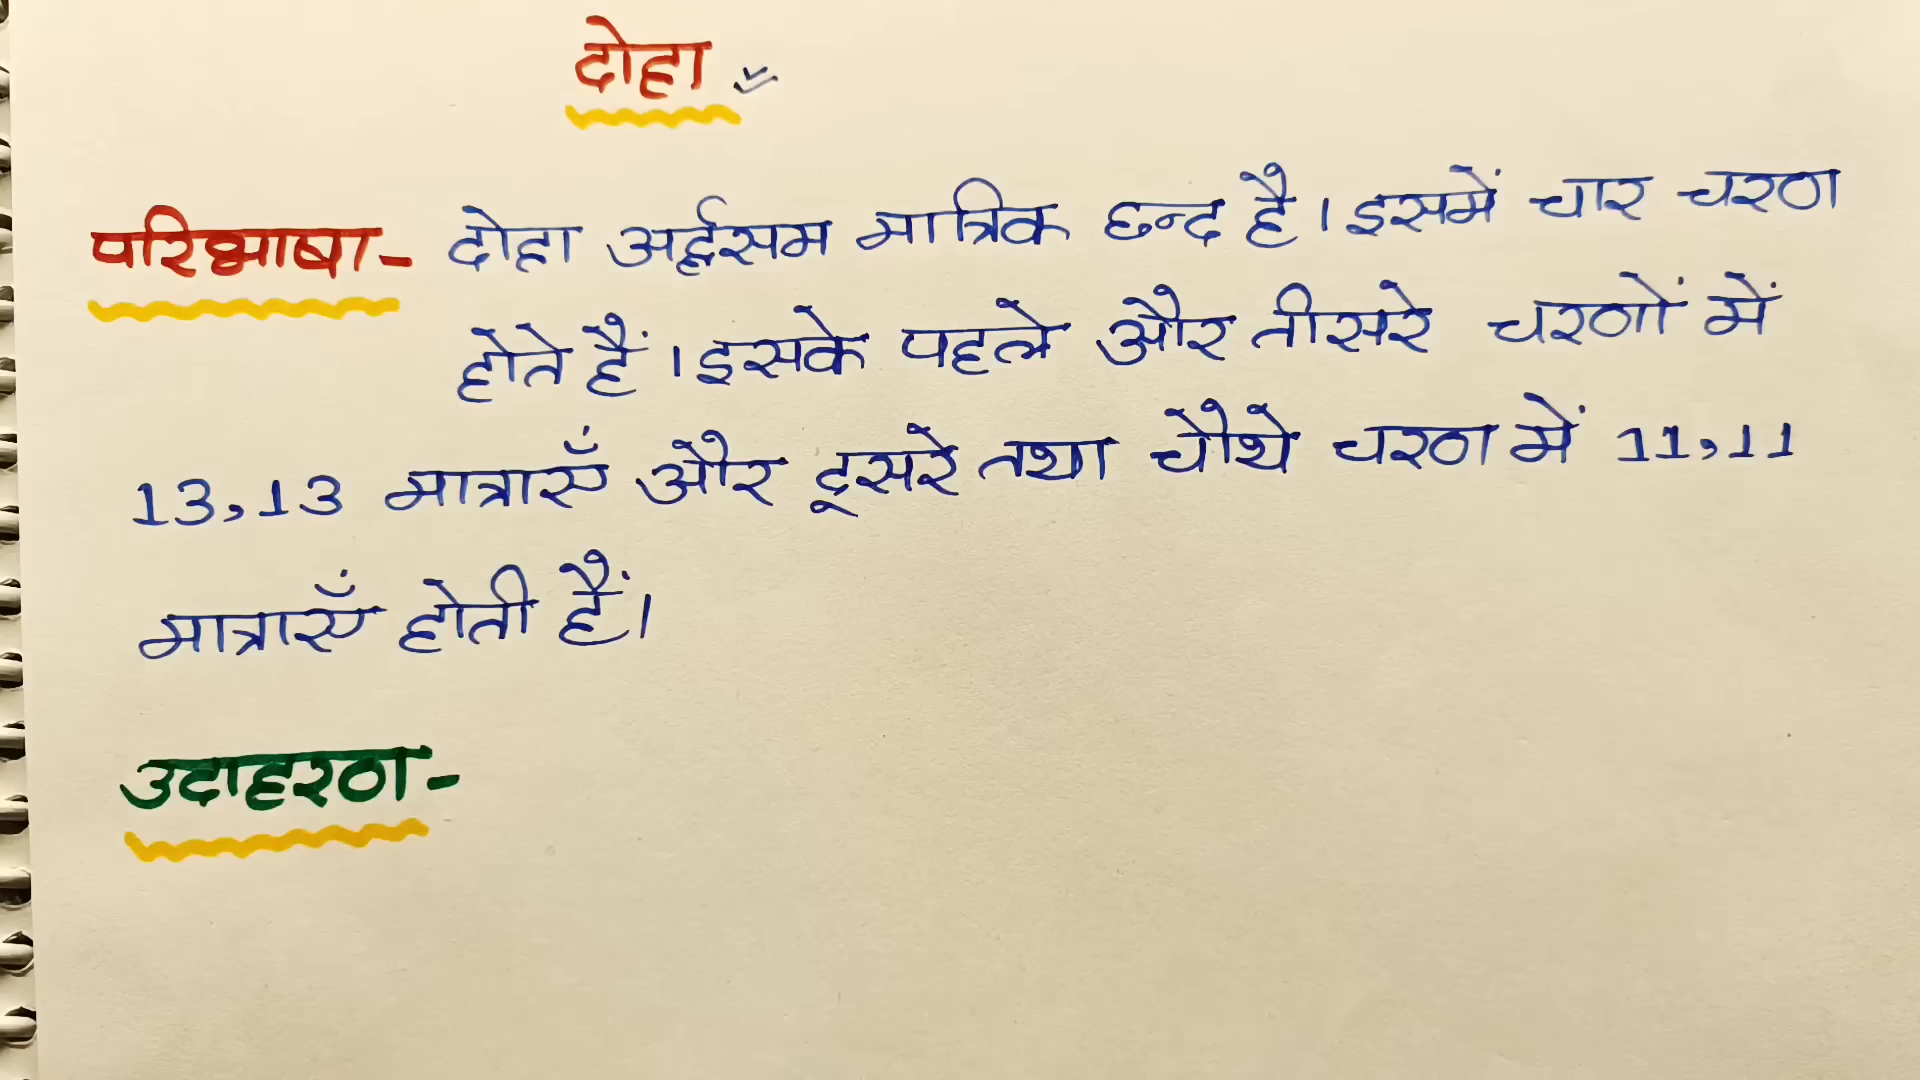 दोहा
परिभाषा- दोहा अर्द्धसम मात्रिक छन्द है। इसमें चार चरण
होते हैं। इसके पहले और तीसरे चरणों में
13,13 मात्राएँ और दूसरे तथा चौथे चरण में 11,11
मात्राएँ होती हैं।
उदाहरण-